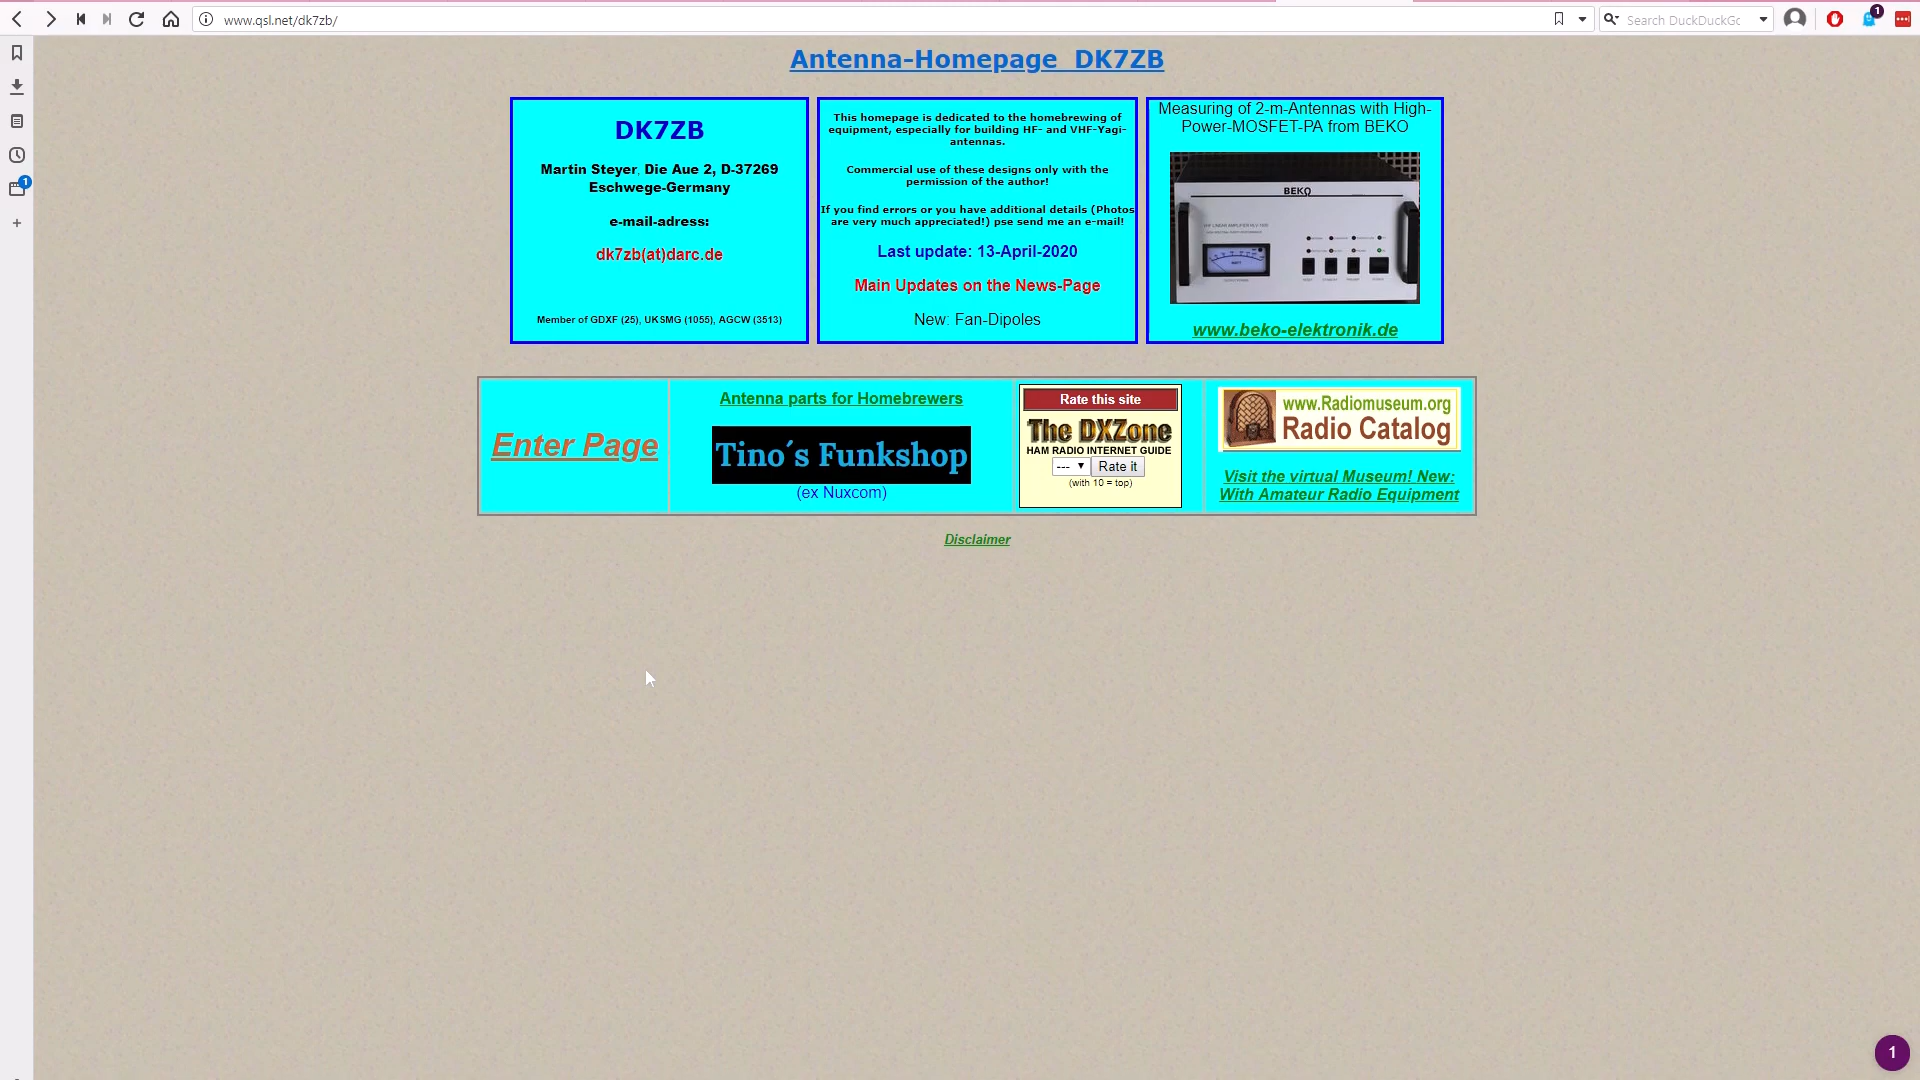 www.qsl.net/dk7zb/
Search DuckDuckGo
1
1
Antenna-Homepage DK7ZB
DK7ZB
Martin Steyer, Die Aue 2, D-37269
Eschwege-Germany
e-mail-adress:
dk7zb(at)darc.de
Member of GDXF (25), UKSMG (1055), AGCW (3513)
This homepage is dedicated to the homebrewing of
equipment, especially for building HF- and VHF-Yagi-
antennas.
Commercial use of these designs only with the
permission of the author!
If you find errors or you have additional details (Photos
are very much appreciated!) pse send me an e-mail!
Last update: 13-April-2020
Main Updates on the News-Page
New: Fan-Dipoles
Measuring of 2-m-Antennas with High-
Power-MOSFET-PA from BEKO
BEKO
www.beko-elektronik.de
Enter Page
Antenna parts for Homebrewers
Tino´s Funkshop
(ex Nuxcom)
Rate this site
The DXZone
HAM RADIO INTERNET GUIDE
--- Rate it
(with 10 = top)
www.Radiomuseum.org
Radio Catalog
Visit the virtual Museum! New:
With Amateur Radio Equipment
Disclaimer
1